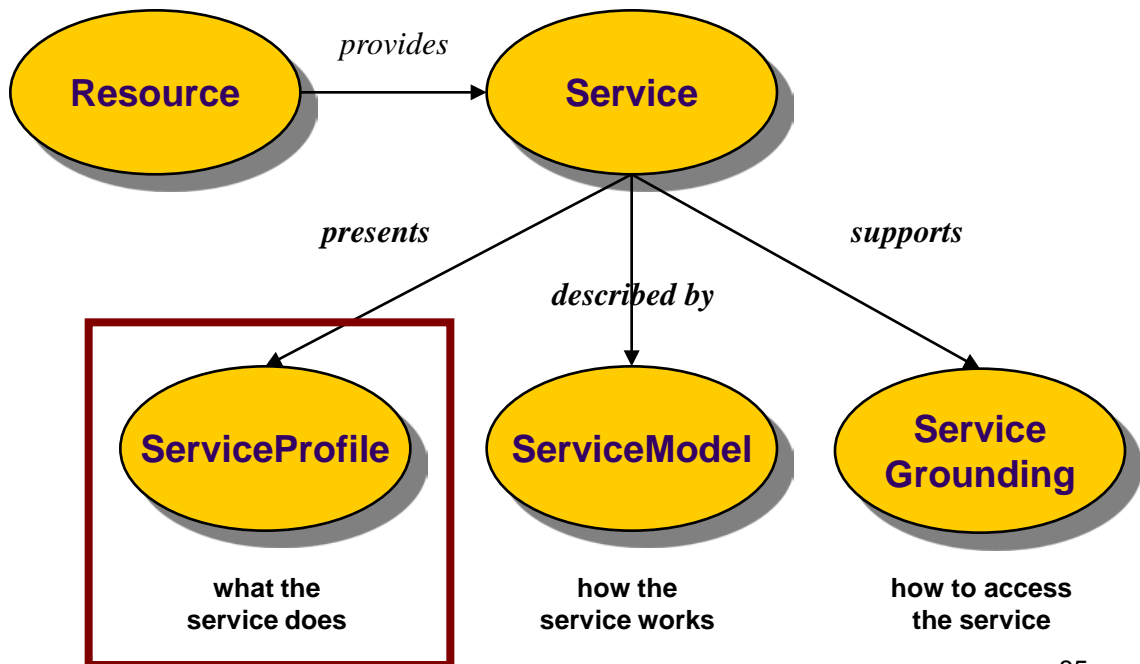 provides
Resource
Service
presents
supports
described by
ServiceProfile
ServiceModel
Service
Grounding
what the
service does
how the
service works
how to access
the service